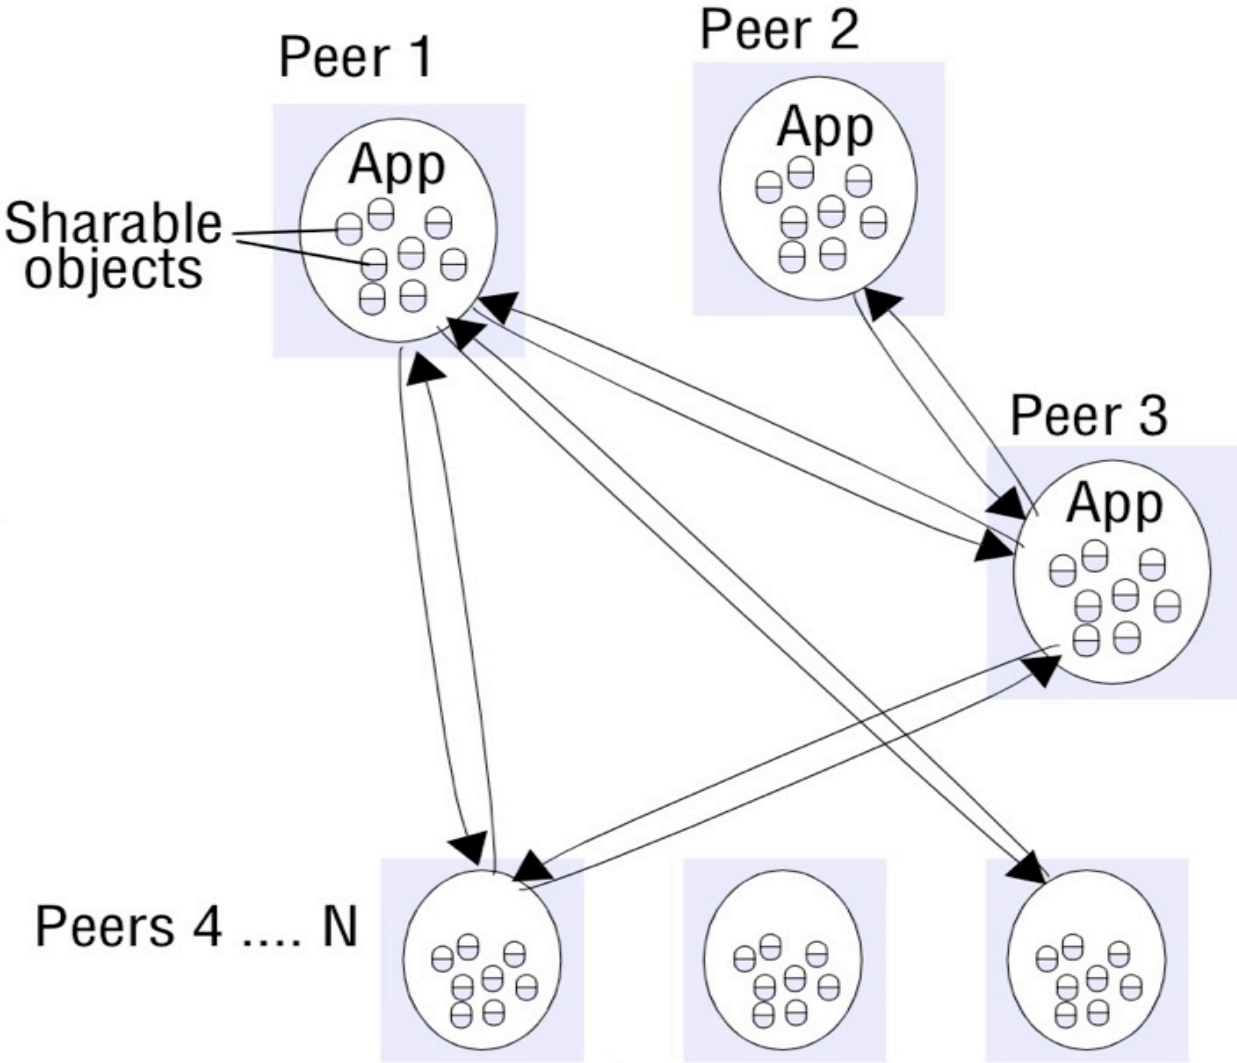 Peer 1
Peer 2
App
App
Sharable
objects
Peer 3
App
Peers 4 .... N